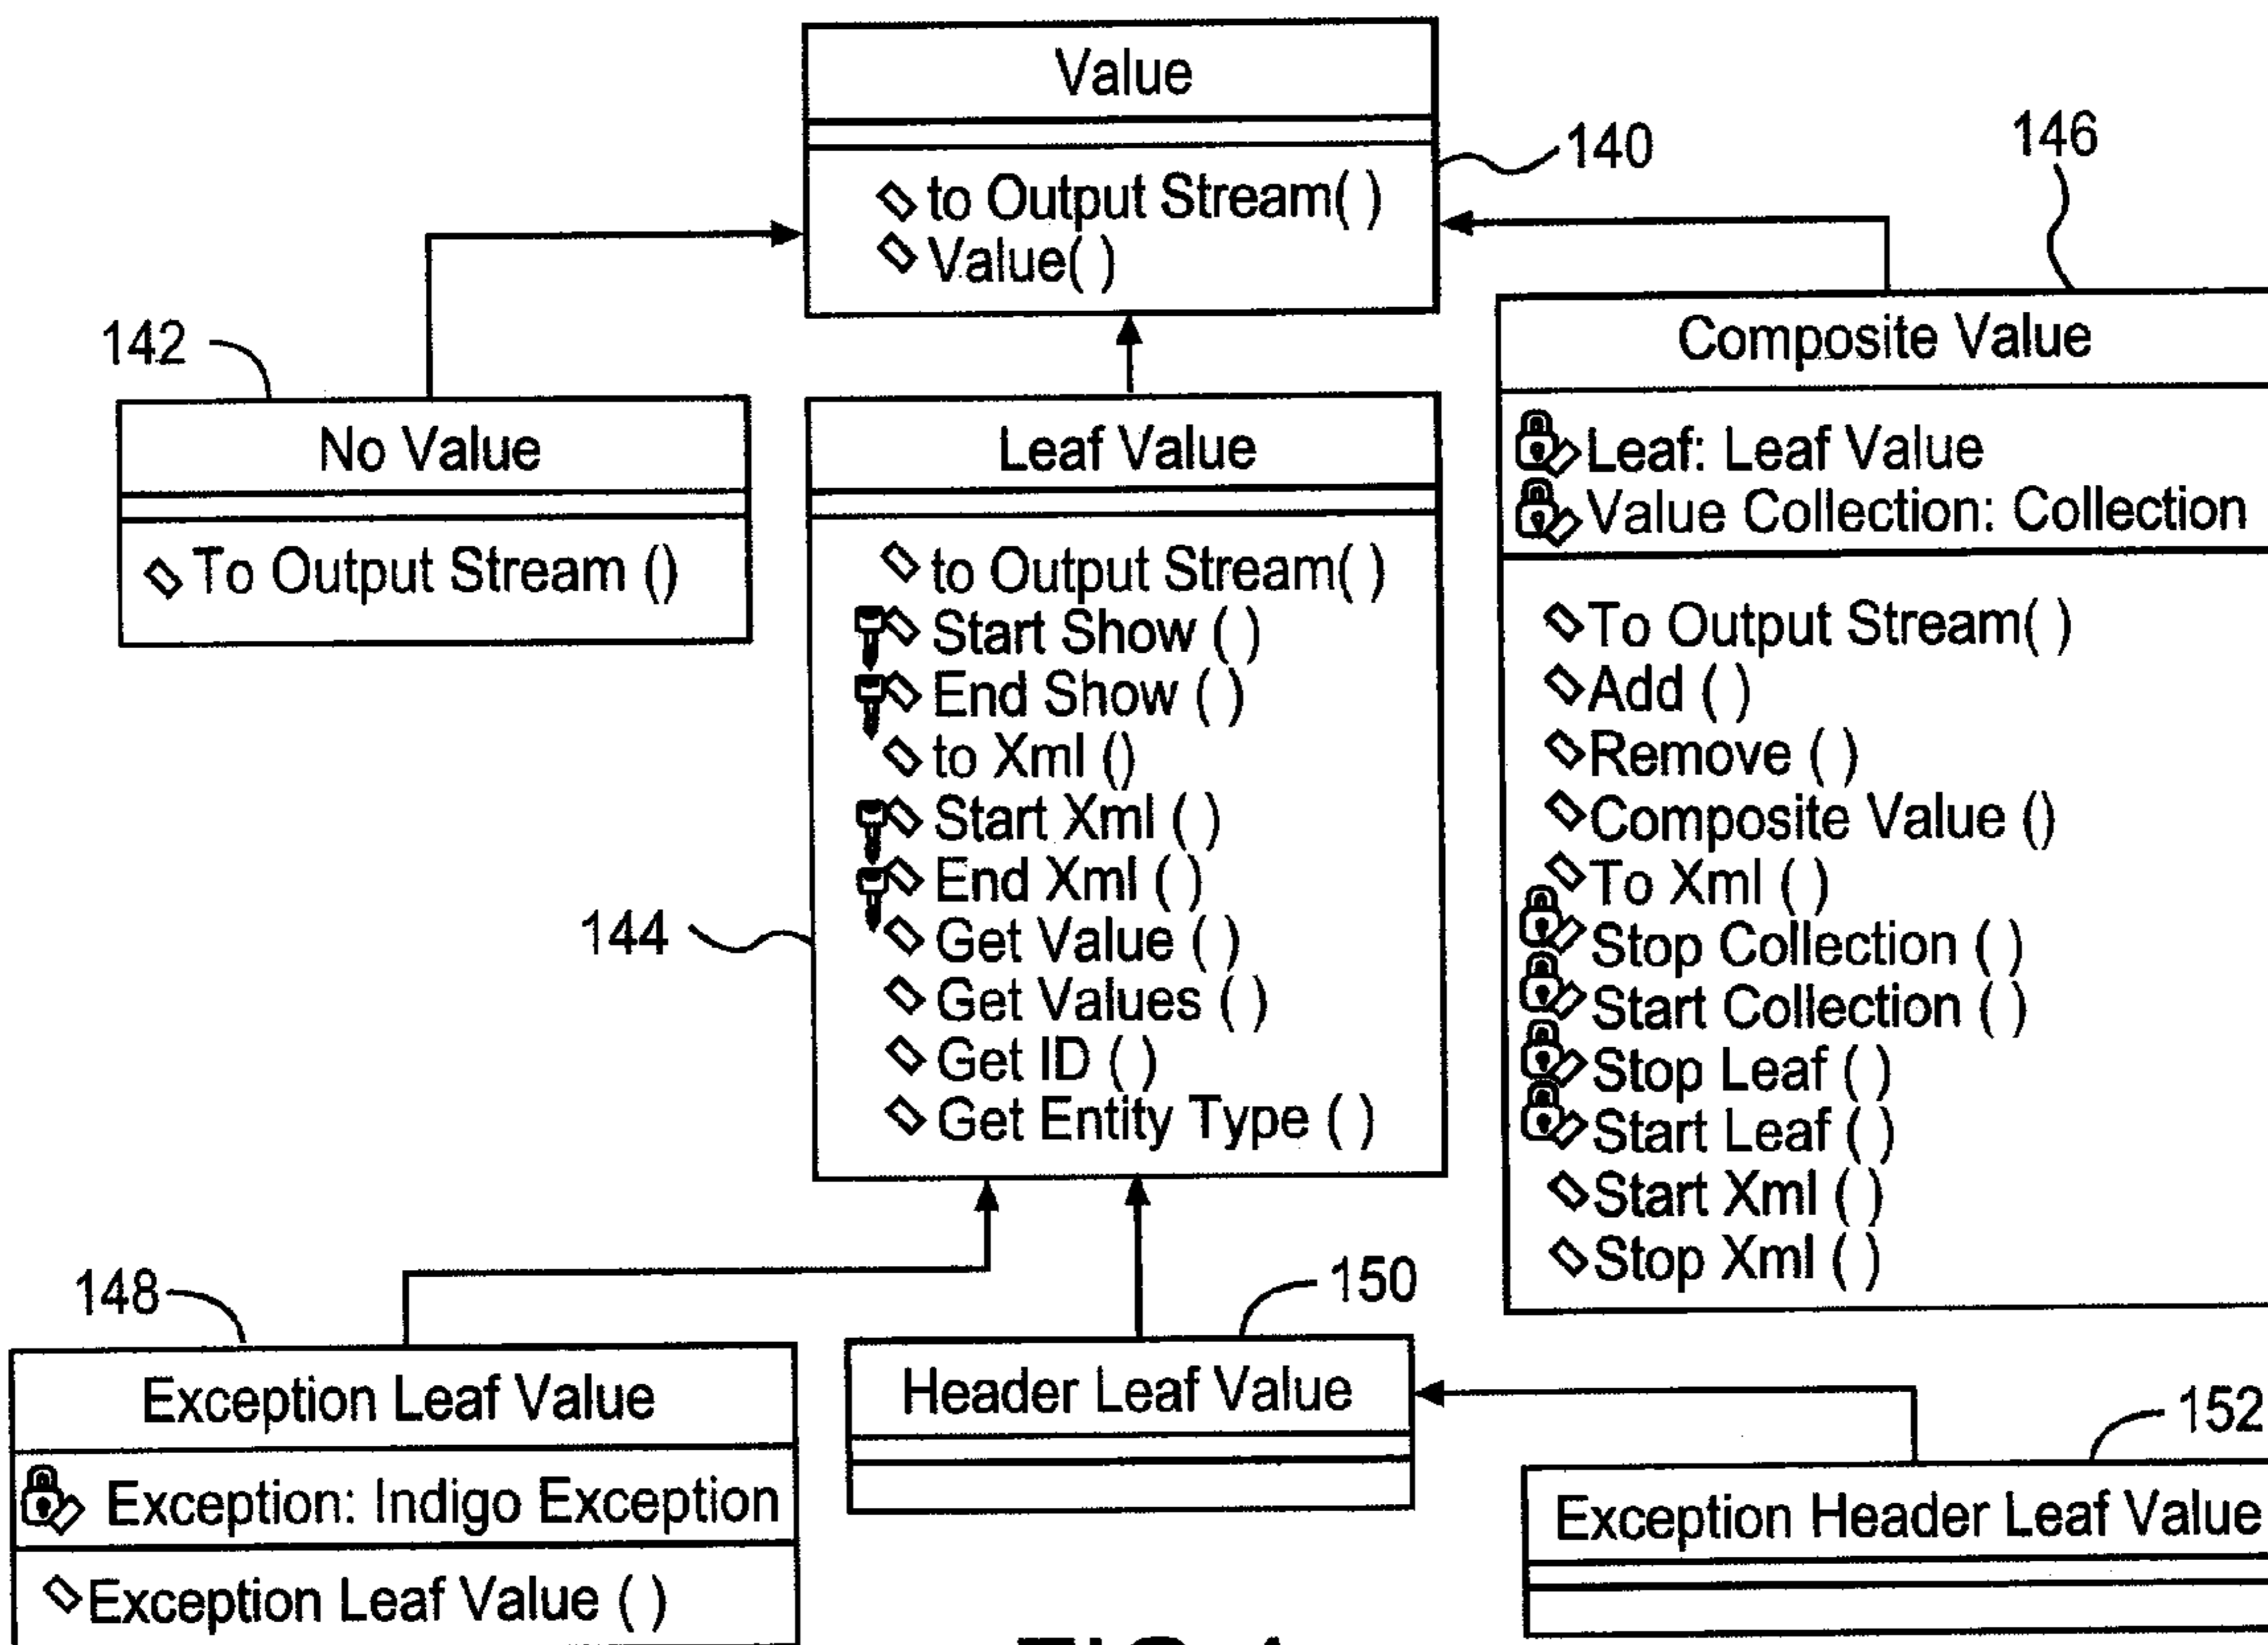 Value
to Output Stream( )
Value( )
140
146
142
No Value
To Output Stream ()
Leaf Value
to Output Stream( )
Start Show ( )
End Show ( )
to Xml ()
Start Xml ( )
End Xml ( )
Get Value ( )
Get Values ( )
Get ID ( )
Get Entity Type ( )
144
Composite Value
Leaf: Leaf Value
Value Collection: Collection
To Output Stream( )
Add ( )
Remove ( )
Composite Value ()
To Xml ( )
Stop Collection ( )
Start Collection ( )
Stop Leaf ( )
Start Leaf ( )
Start Xml ( )
Stop Xml ( )
148
Exception Leaf Value
Exception: Indigo Exception
Exception Leaf Value ( )
150
Header Leaf Value
152
Exception Header Leaf Value